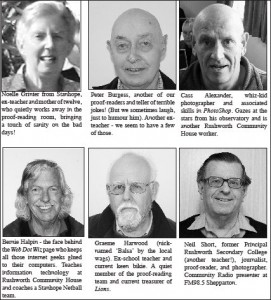 Noelle Grivier from Stanhope,
ex-teacher and mother of twelve,
who quietly works away in the
proof-reading room, bringing
a touch of sanity on the bad
days!
Peter Burgess, another of our
proof-readers and teller of terrible
jokes! (But we sometimes laugh,
just to humour him). Another ex-
teacher - we seem to have a few
of those.
Cass Alexander, whiz-kid
photographer and associated
skills in PhotoShop. Gazes at the
stars from his observatory and is
another Rushworth Community
House worker.
Bernie Halpin - the face behind
the Web Dot Wiz page who keeps
all those internet geeks glued to
their computers. Teaches
information technology at
Rushworth Community House
and coaches a Stanhope Netball
team.
Graeme Harwood (nick-
named 'Balsa' by the local
wags). Ex-school teacher and
current keen bikie. A quiet
member of the proof-reading
team and current treasurer of
Lions.
Neil Short, former Principal
Rushworth Secondary College
(another teacher!), journalist,
proof-reader, and photographer.
Community Radio presenter at
FM98.5 Shepparton.